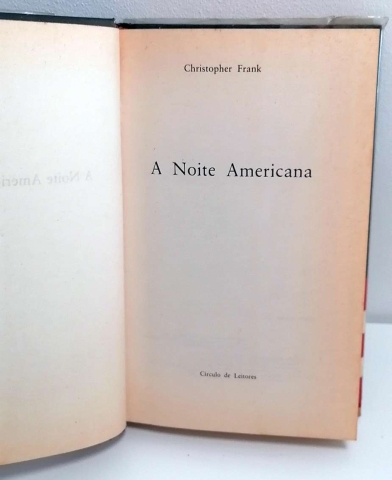 Christopher Frank
A Noite Americana
Círculo de Leitores